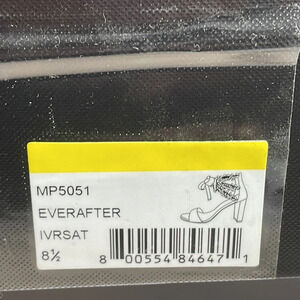 MP5051
EVERAFTER
IVRSAT
8½
8 00554 84647 1